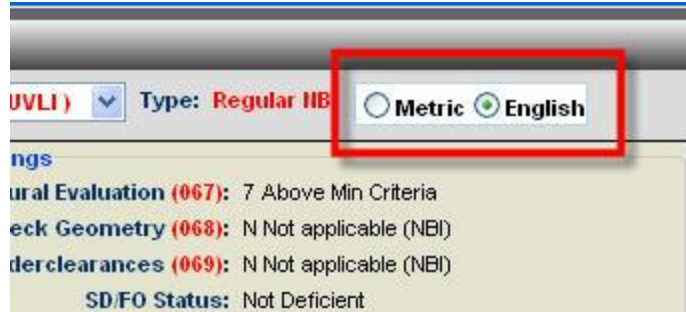 UVLI ) Type: Regular NB Metric English
ngs
ural Evaluation (067): 7 Above Min Criteria
eck Geometry (068): N Not applicable (NBI)
derclearances (069): N Not applicable (NBI)
SD/FO Status: Not Deficient